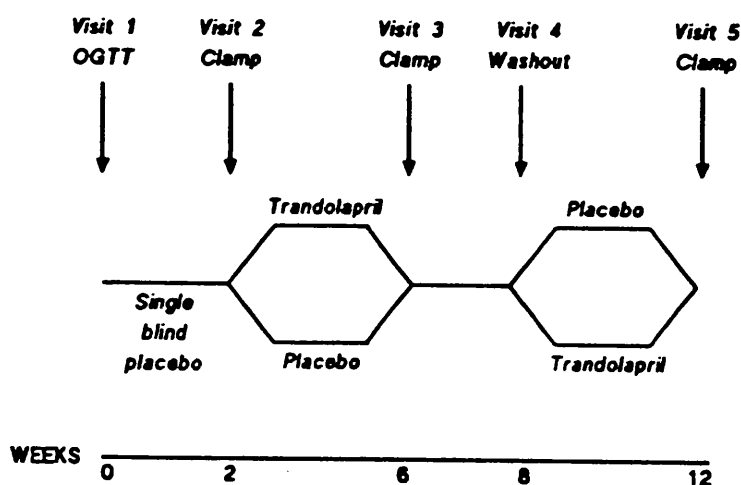 Visit 1
OGTT
Visit 2
Clamp
Visit 3
Clamp
Visit 4
Washout
Visit 5
Clamp
Trandolapril
Placebo
Single
blind
placebo
Placebo
Trandolapril
WEEKS 0 2 6 8 12